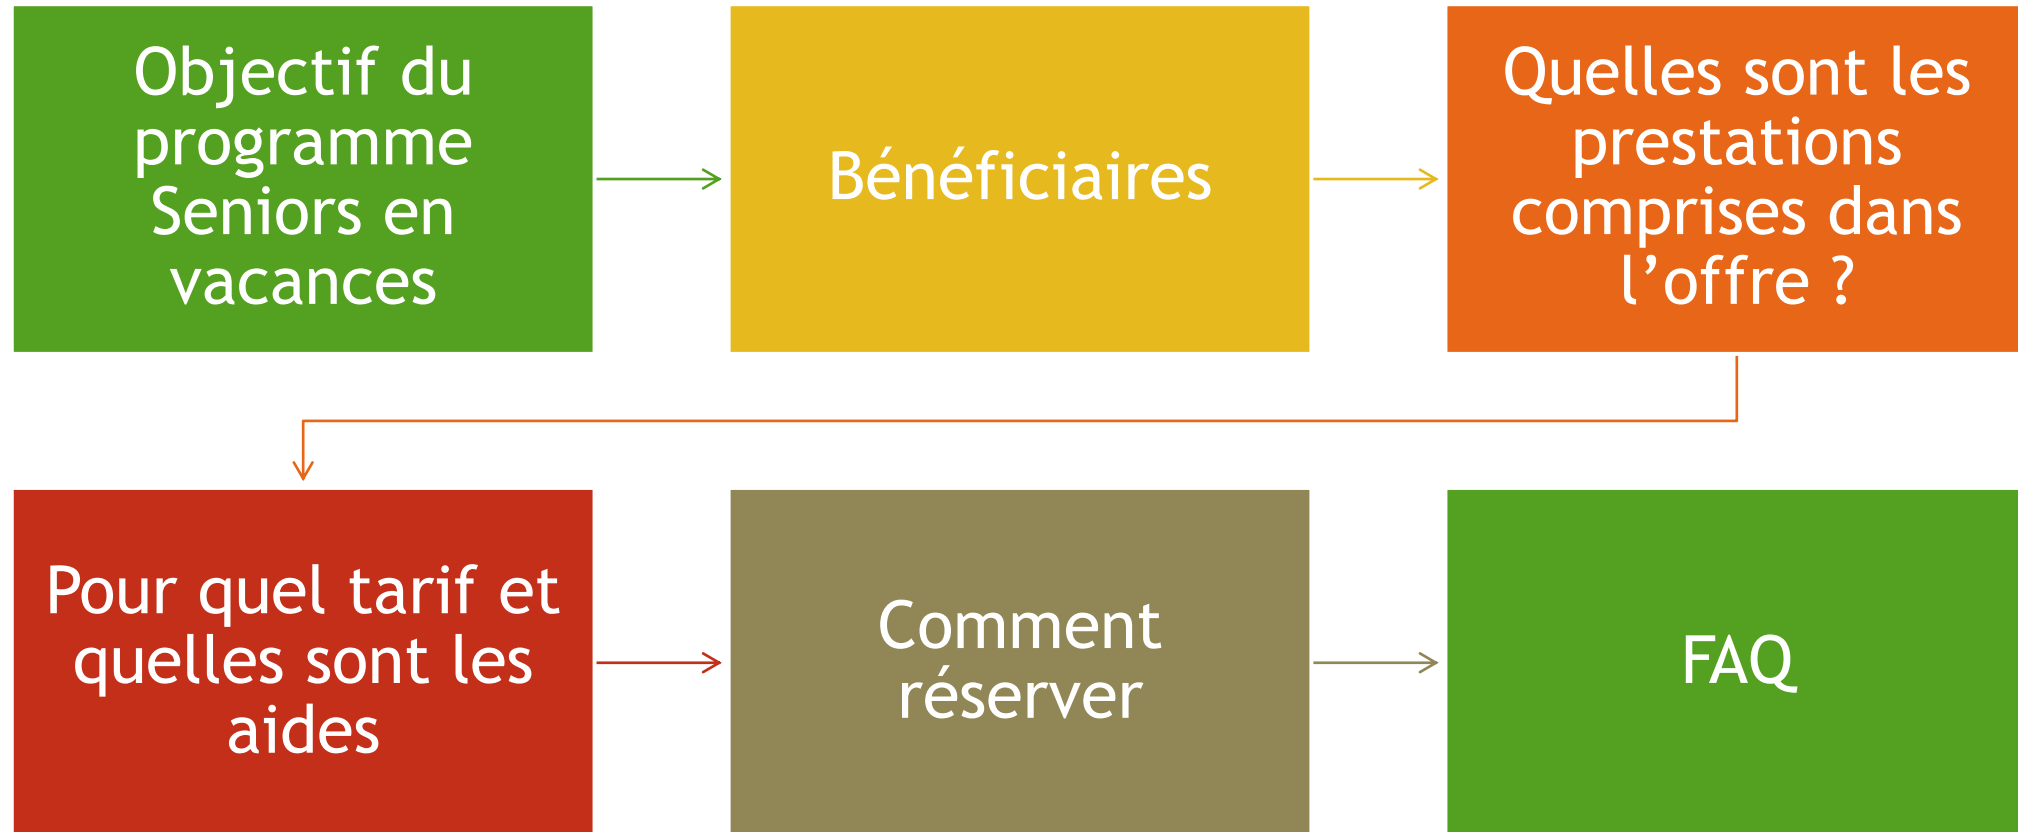 Objectif du
programme
Seniors en
vacances
Bénéficiaires
Quelles sont les
prestations
comprises dans
l’offre ?
Pour quel tarif et
quelles sont les
aides
Comment
réserver
FAQ